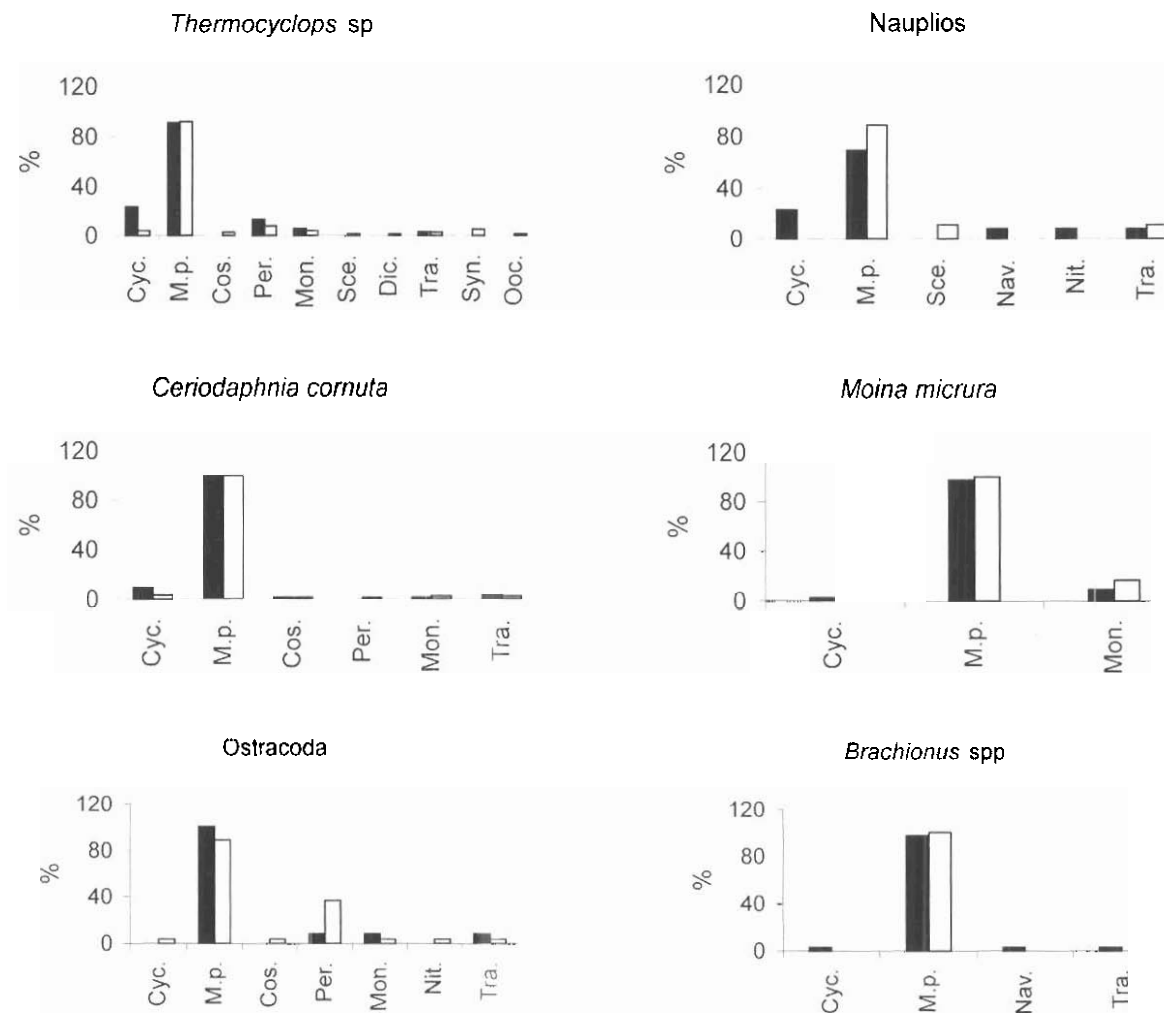 Thermocyclops sp
120
80
40
0
%
Cyc.
M.p.
Cos.
Per.
Mon.
Sce.
Dic.
Tra.
Syn.
Ooc.
Nauplios
120
80
40
0
%
Cyc.
M.p.
Sce.
Nav.
Nit.
Tra.
Ceriodaphnia cornuta
120
80
40
0
%
Cyc.
M.p.
Cos.
Per.
Mon.
Tra.
Moina micrura
120
80
40
0
%
Cyc.
M.p.
Mon.
Ostracoda
120
80
40
0
%
Cyc.
M.p.
Cos.
Per.
Mon.
Nit.
Tra.
Brachionus spp
120
80
40
0
%
Cyc.
M.p.
Nav.
Tra.